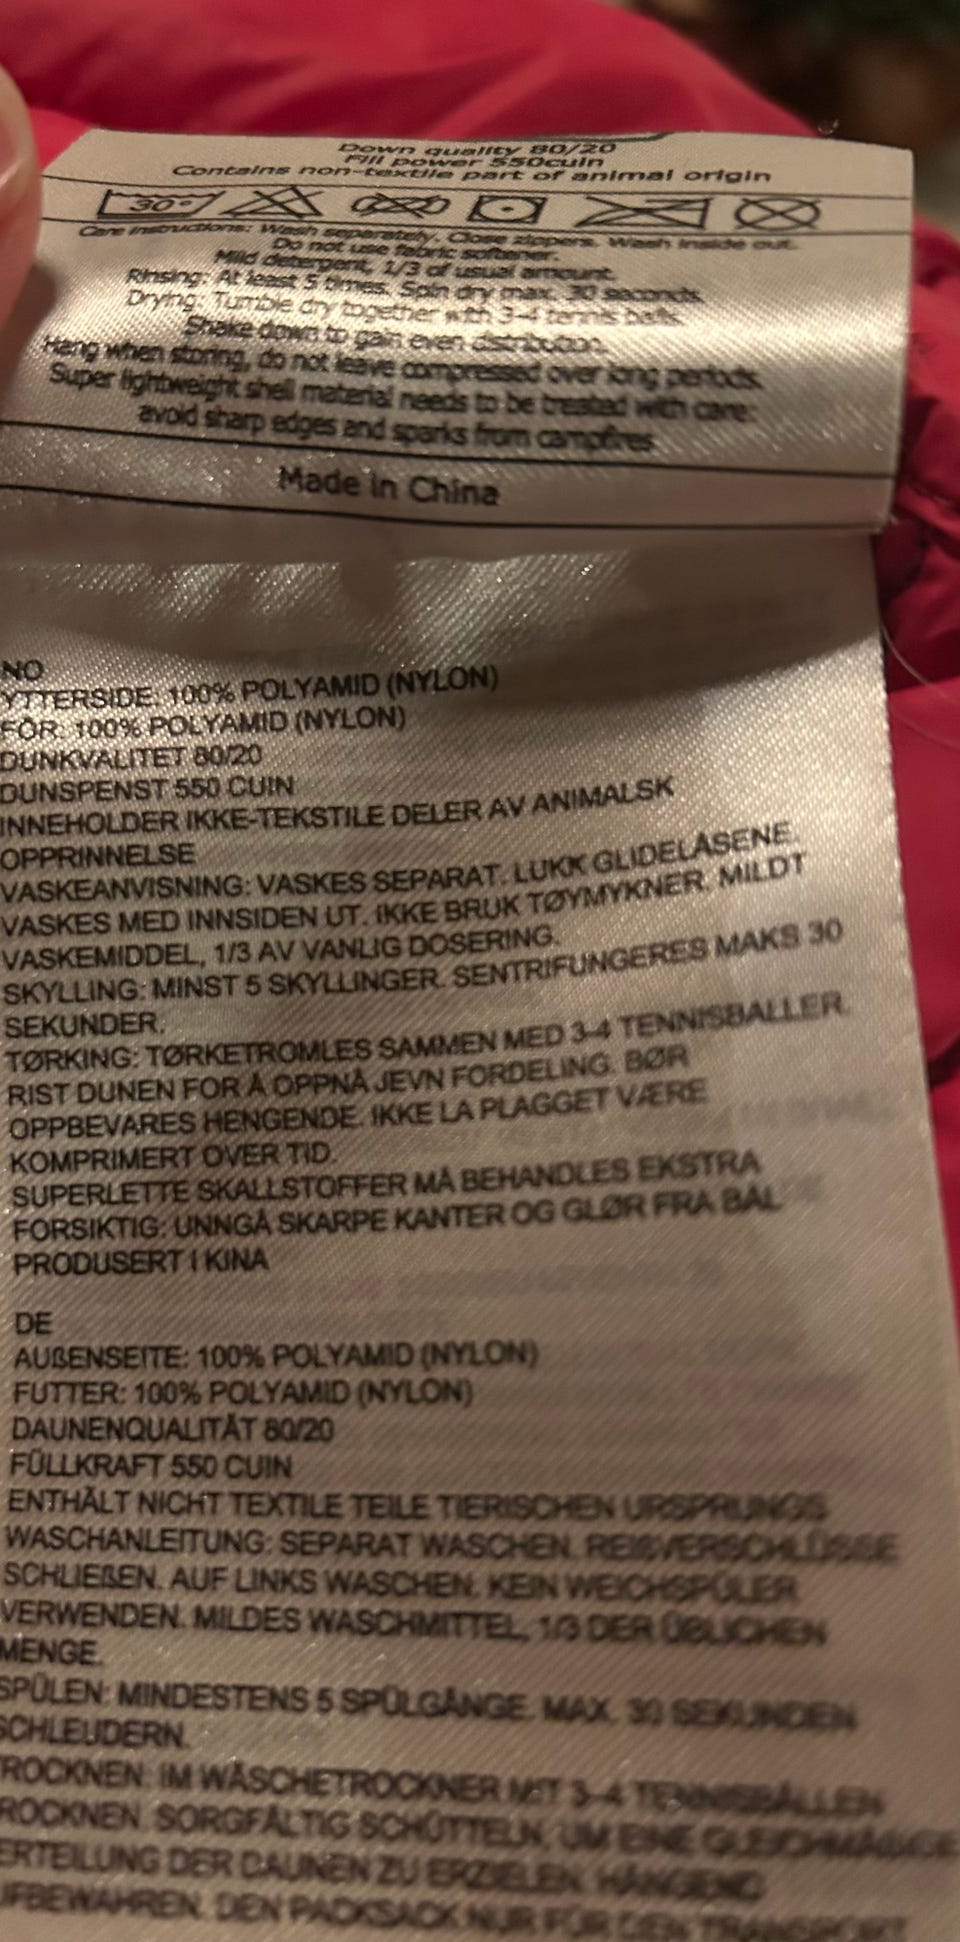 Down quality 80/20
Fill power 550cuin
Contains non-textile part of animal origin
30°
Care instructions: Wash separately. Close zippers. Wash inside out.
Do not use fabric softener.
Mild detergent, 1/3 of usual amount.
Rinsing: At least 5 times. Spin dry max. 30 seconds.
Drying: Tumble dry together with 3-4 tennis balls.
Shake down to gain even distribution.
Hang when storing, do not leave compressed over long periods.
Super lightweight shell material needs to be treated with care:
avoid sharp edges and sparks from campfires
Made in China
NO
YTTERSIDE: 100% POLYAMID (NYLON)
FÔR: 100% POLYAMID (NYLON)
DUNKVALITET 80/20
DUNSPENST 550 CUIN
INNEHOLDER IKKE-TEKSTILE DELER AV ANIMALSK
OPPRINNELSE
VASKEANVISNING: VASKES SEPARAT. LUKK GLIDELÅSENE.
VASKES MED INNSIDEN UT. IKKE BRUK TØYMYKNER. MILDT
VASKEMIDDEL, 1/3 AV VANLIG DOSERING.
SKYLLING: MINST 5 SKYLLINGER. SENTRIFUNGERES MAKS 30
SEKUNDER.
TØRKING: TØRKETROMLES SAMMEN MED 3-4 TENNISBALLER.
RIST DUNEN FOR Å OPPNÅ JEVN FORDELING. BØR
OPPBEVARES HENGENDE. IKKE LA PLAGGET VÆRE
KOMPRIMERT OVER TID.
SUPERLETTE SKALLSTOFFER MÅ BEHANDLES EKSTRA
FORSIKTIG: UNNGÅ SKARPE KANTER OG GLØR FRA BÅL
PRODUSERT I KINA
DE
AUßENSEITE: 100% POLYAMID (NYLON)
FUTTER: 100% POLYAMID (NYLON)
DAUNENQUALITÄT 80/20
FÜLLKRAFT 550 CUIN
ENTHÄLT NICHT TEXTILE TEILE TIERISCHEN URSPRUNGS
WASCHANLEITUNG: SEPARAT WASCHEN. REIßVERSCHLÜSSE
SCHLIEßEN. AUF LINKS WASCHEN. KEIN WEICHSPÜLER
VERWENDEN. MILDES WASCHMITTEL, 1/3 DER ÜBLICHEN
MENGE.
SPÜLEN: MINDESTENS 5 SPÜLGÄNGE. MAX. 30 SEKUNDEN
SCHLEUDERN.
TROCKNEN: IM WÄSCHETROCKNER MIT 3-4 TENNISBÄLLEN
ROCKNEN. SORGFÄLTIG SCHÜTTELN, UM EINE GLEICHMÄßIGE
ERTEILUNG DER DAUNEN ZU ERZIELEN. HÄNGEND
UFBEWAHREN. DEN PACKSACK NUR FÜR DEN TRANSPORT